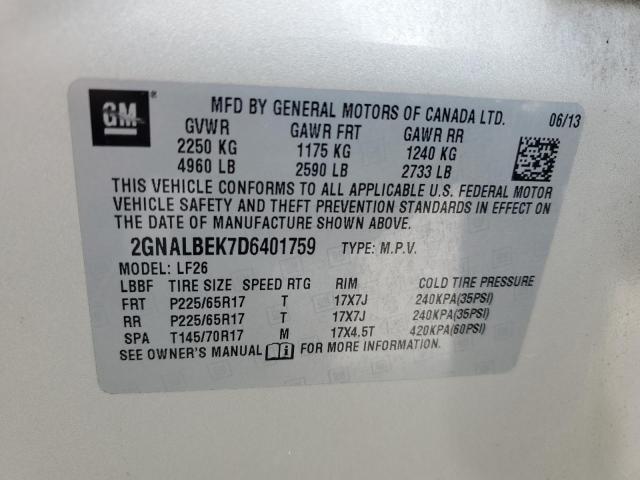 GM
MFD BY GENERAL MOTORS OF CANADA LTD. 06/13
GVWR GAWR FRT GAWR RR
2250 KG 1175 KG 1240 KG
4960 LB 2590 LB 2733 LB
THIS VEHICLE CONFORMS TO ALL APPLICABLE U.S. FEDERAL MOTOR
VEHICLE SAFETY AND THEFT PREVENTION STANDARDS IN EFFECT ON
THE DATE OF MANUFACTURE SHOWN ABOVE.
2GNALBEK7D6401759 TYPE: M.P.V.
MODEL: LF26
LBBF TIRE SIZE SPEED RTG RIM COLD TIRE PRESSURE
FRT P225/65R17 T 17X7J 240KPA(35PSI)
RR P225/65R17 T 17X7J 240KPA(35PSI)
SPA T145/70R17 M 17X4.5T 420KPA(60PSI)
SEE OWNER'S MANUAL FOR MORE INFORMATION.